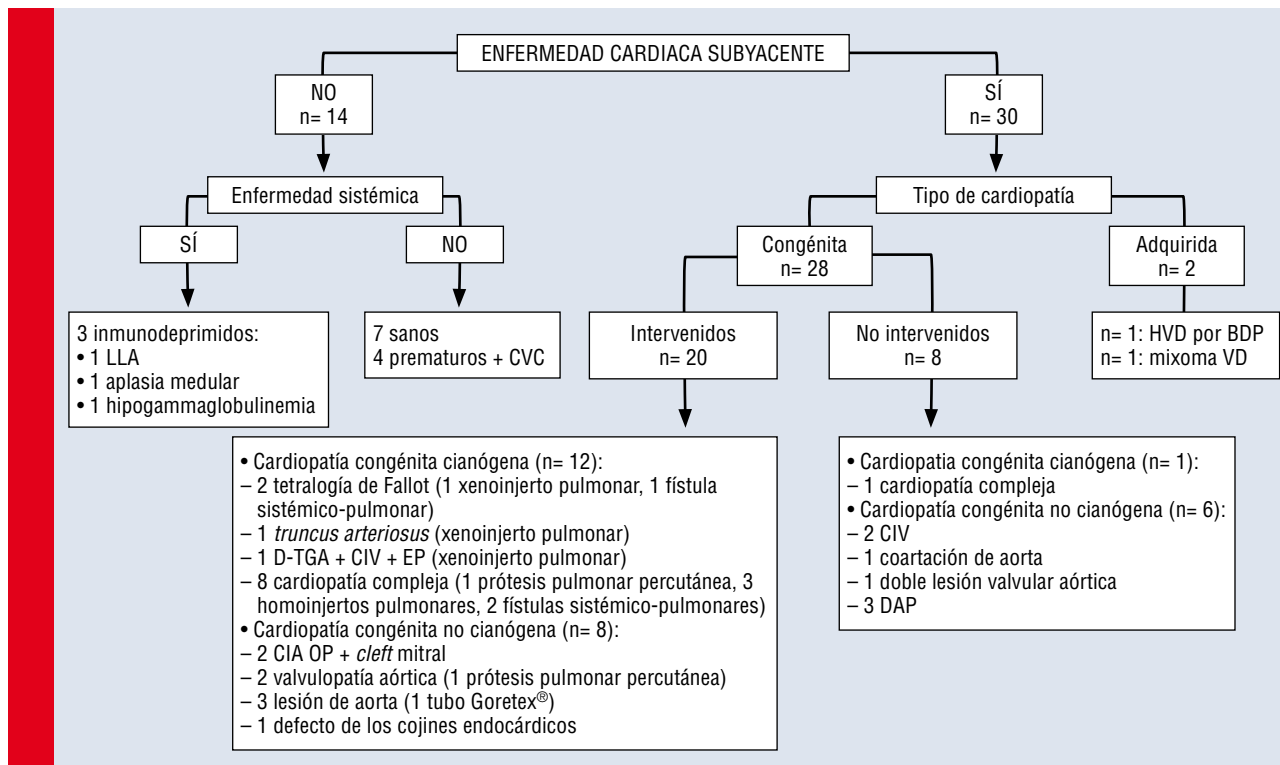 ENFERMEDAD CARDIACA SUBYACENTE
NO
n= 14
SÍ
n= 30
Enfermedad sistémica
Tipo de cardiopatía
SÍ
NO
Congénita
n= 28
Adquirida
n= 2
3 inmunodeprimidos:
• 1 LLA
• 1 aplasia medular
• 1 hipogammaglobulinemia
7 sanos
4 prematuros + CVC
Intervenidos
n= 20
No intervenidos
n= 8
n= 1: HVD por BDP
n= 1: mixoma VD
• Cardiopatía congénita cianógena (n= 12):
– 2 tetralogía de Fallot (1 xenoinjerto pulmonar, 1 fístula
sistémico-pulmonar)
– 1 truncus arteriosus (xenoinjerto pulmonar)
– 1 D-TGA + CIV + EP (xenoinjerto pulmonar)
– 8 cardiopatía compleja (1 prótesis pulmonar percutánea, 3
homoinjertos pulmonares, 2 fístulas sistémico-pulmonares)
• Cardiopatía congénita no cianógena (n= 8):
– 2 CIA OP + cleft mitral
– 2 valvulopatía aórtica (1 prótesis pulmonar percutánea)
– 3 lesión de aorta (1 tubo Goretex®)
– 1 defecto de los cojines endocárdicos
• Cardiopatia congénita cianógena (n= 1):
– 1 cardiopatía compleja
• Cardiopatía congénita no cianógena (n= 6):
– 2 CIV
– 1 coartación de aorta
– 1 doble lesión valvular aórtica
– 3 DAP